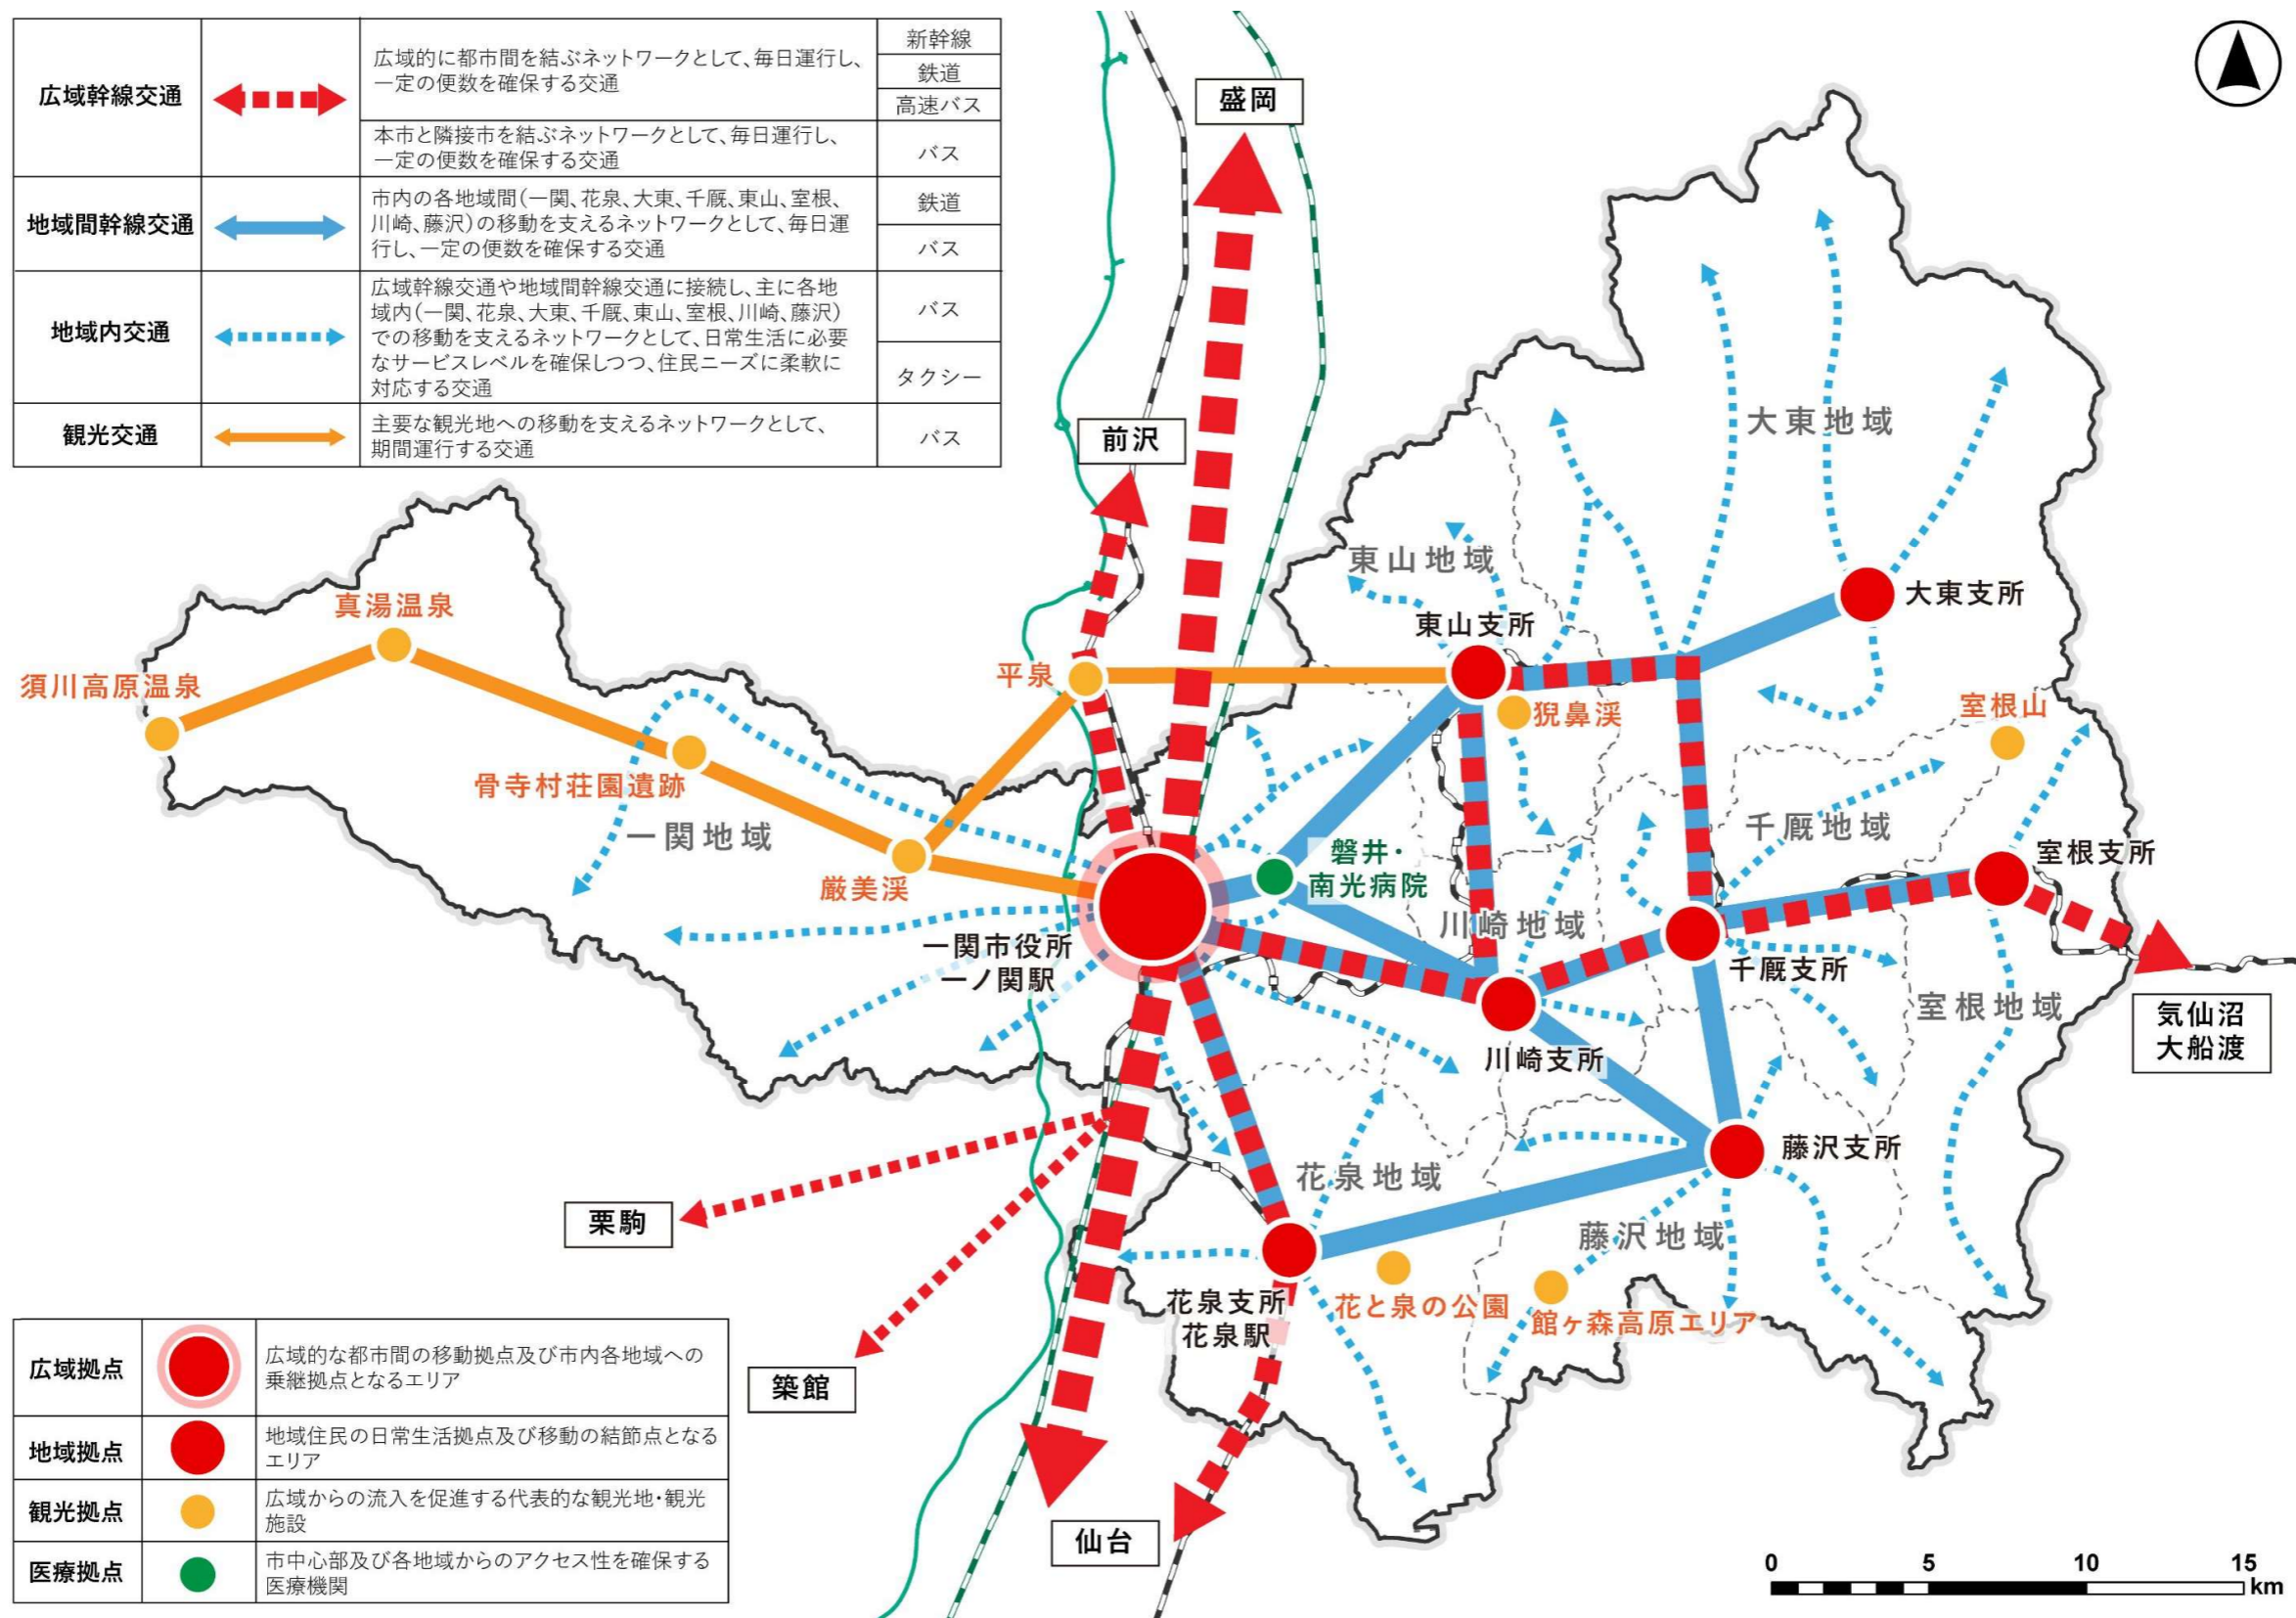 広域幹線交通
広域的に都市間を結ぶネットワークとして、毎日運行し、
一定の便数を確保する交通
新幹線
鉄道
高速バス
本市と隣接市を結ぶネットワークとして、毎日運行し、
一定の便数を確保する交通
バス
地域間幹線交通
市内の各地域間(一関、花泉、大東、千厩、東山、室根、
川崎、藤沢)の移動を支えるネットワークとして、毎日運
行し、一定の便数を確保する交通
鉄道
バス
地域内交通
広域幹線交通や地域間幹線交通に接続し、主に各地
域内(一関、花泉、大東、千厩、東山、室根、川崎、藤沢)
での移動を支えるネットワークとして、日常生活に必要
なサービスレベルを確保しつつ、住民ニーズに柔軟に
対応する交通
バス
タクシー
観光交通
主要な観光地への移動を支えるネットワークとして、
期間運行する交通
バス
盛岡
前沢
大東地域
東山地域
大東支所
東山支所
真湯温泉
須川高原温泉
平泉
猊鼻渓
室根山
骨寺村荘園遺跡
一関地域
千厩地域
厳美渓
磐井・
南光病院
室根支所
川崎地域
一関市役所
一ノ関駅
千厩支所
室根地域
気仙沼
大船渡
川崎支所
藤沢支所
花泉地域
栗駒
藤沢地域
花泉支所
花泉駅
花と泉の公園
館ヶ森高原エリア
築館
仙台
広域拠点
広域的な都市間の移動拠点及び市内各地域への
乗継拠点となるエリア
地域拠点
地域住民の日常生活拠点及び移動の結節点となる
エリア
観光拠点
広域からの流入を促進する代表的な観光地・観光
施設
医療拠点
市中心部及び各地域からのアクセス性を確保する
医療機関
0 5 10 15
km